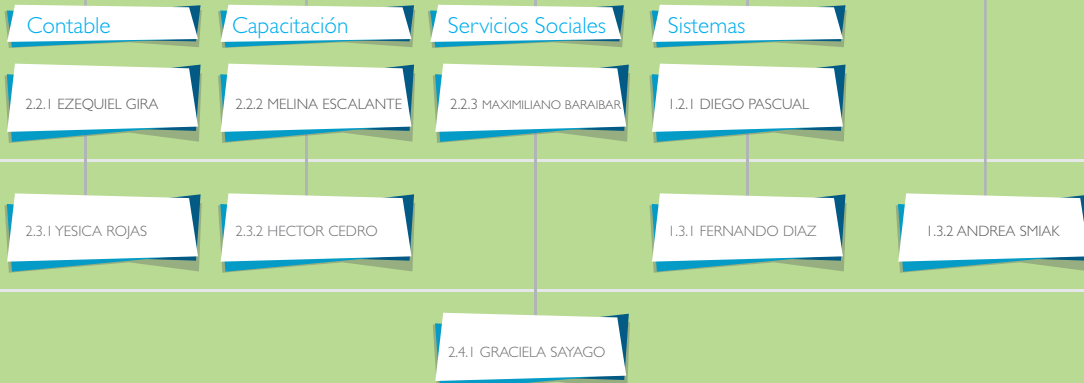 Contable
Capacitación
Servicios Sociales
Sistemas
2.2.1 EZEQUIEL GIRA
2.2.2 MELINA ESCALANTE
2.2.3 MAXIMILIANO BARAIBAR
1.2.1 DIEGO PASCUAL
2.3.1 YESICA ROJAS
2.3.2 HECTOR CEDRO
1.3.1 FERNANDO DIAZ
1.3.2 ANDREA SMIAK
2.4.1 GRACIELA SAYAGO